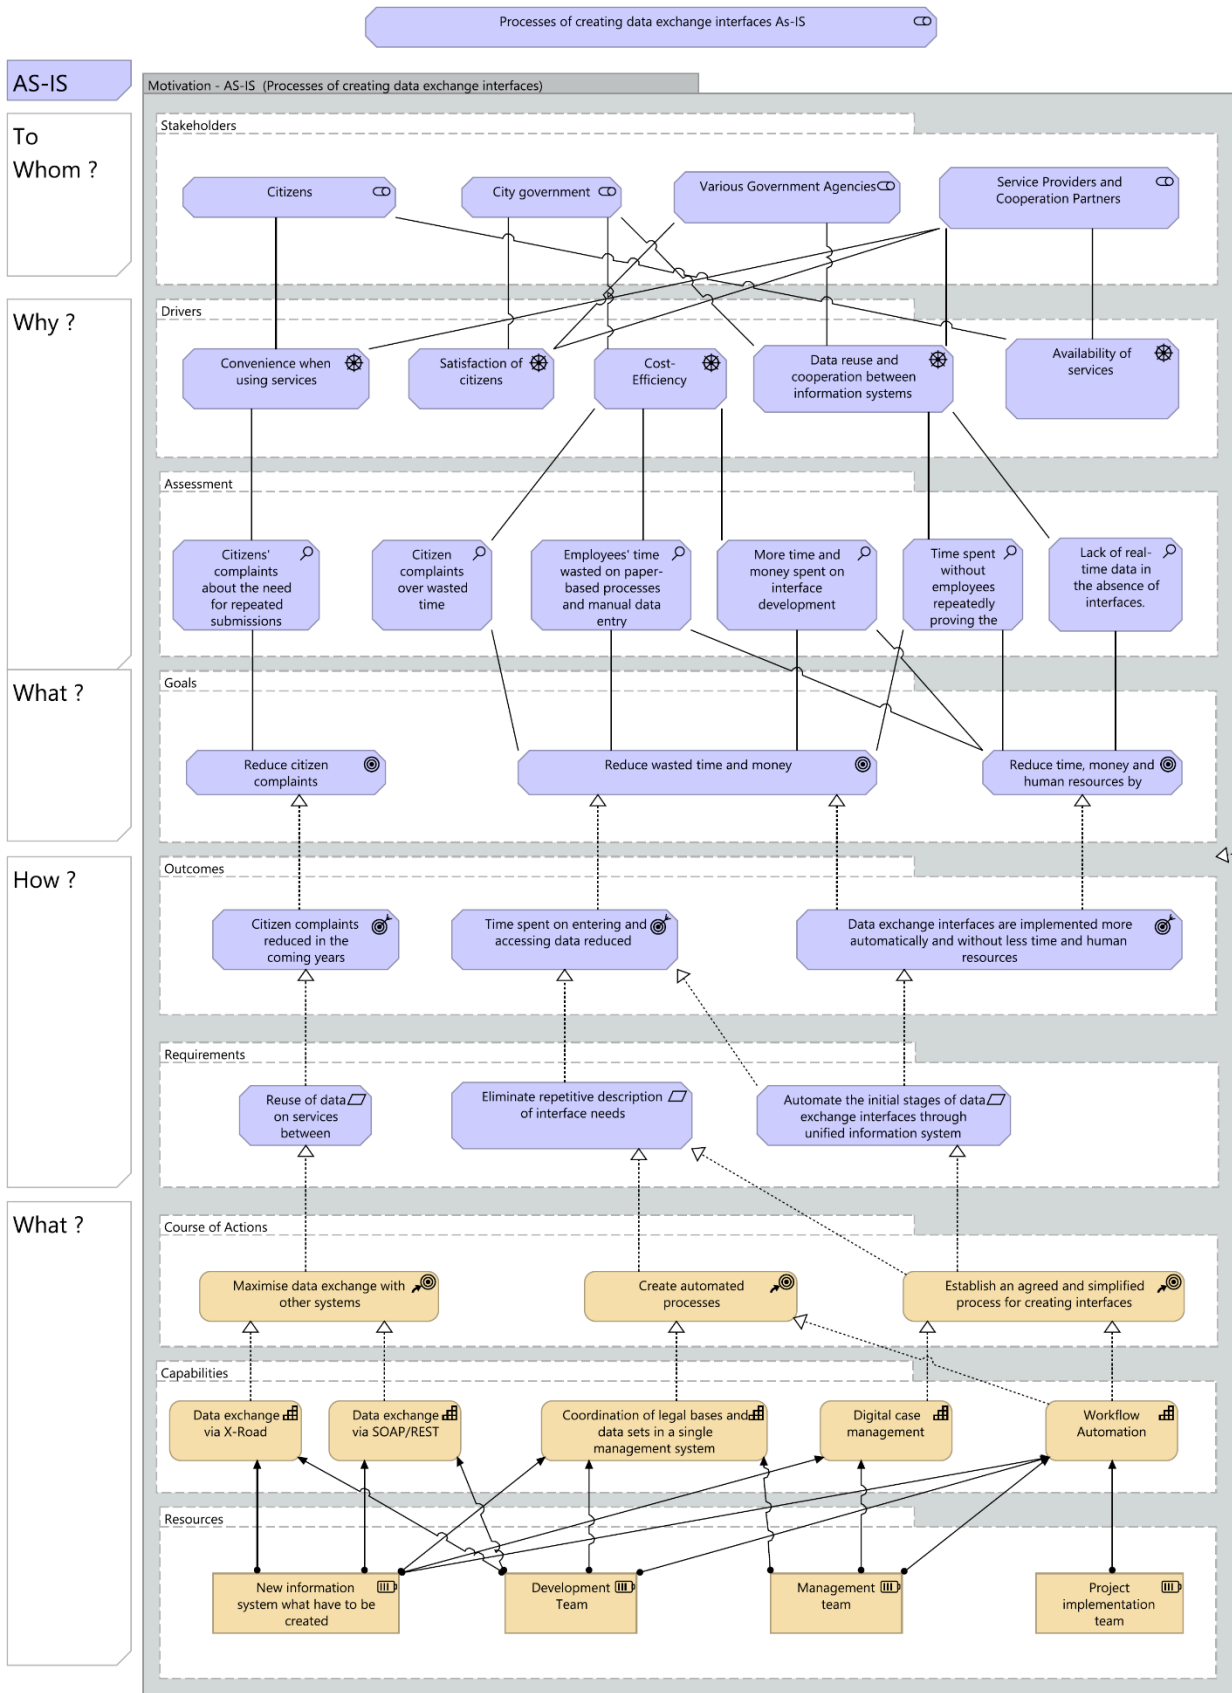 Processes of creating data exchange interfaces As-IS
AS-IS
Motivation - AS-IS  (Processes of creating data exchange interfaces)
To
Whom ?
Stakeholders
Citizens
City government
Various Government Agencies
Service Providers and
Cooperation Partners
Why ?
Drivers
Convenience when
using services
Satisfaction of
citizens
Cost-
Efficiency
Data reuse and
cooperation between
information systems
Availability of
services
Assessment
Citizens'
complaints
about the need
for repeated
submissions
Citizen
complaints
over wasted
time
Employees' time
wasted on paper-
based processes
and manual data
entry
More time and
money spent on
interface
development
Time spent
without
employees
repeatedly
proving the
Lack of real-
time data in
the absence of
interfaces.
What ?
Goals
Reduce citizen
complaints
Reduce wasted time and money
Reduce time, money and
human resources by
How ?
Outcomes
Citizen complaints
reduced in the
coming years
Time spent on entering and
accessing data reduced
Data exchange interfaces are implemented more
automatically and without less time and human
resources
Requirements
Reuse of data
on services
between
Eliminate repetitive description
of interface needs
Automate the initial stages of data
exchange interfaces through
unified information system
What ?
Course of Actions
Maximise data exchange with
other systems
Create automated
processes
Establish an agreed and simplified
process for creating interfaces
Capabilities
Data exchange
via X-Road
Data exchange
via SOAP/REST
Coordination of legal bases and
data sets in a single
management system
Digital case
management
Workflow
Automation
Resources
New information
system what have to be
created
Development
Team
Management
team
Project
implementation
team